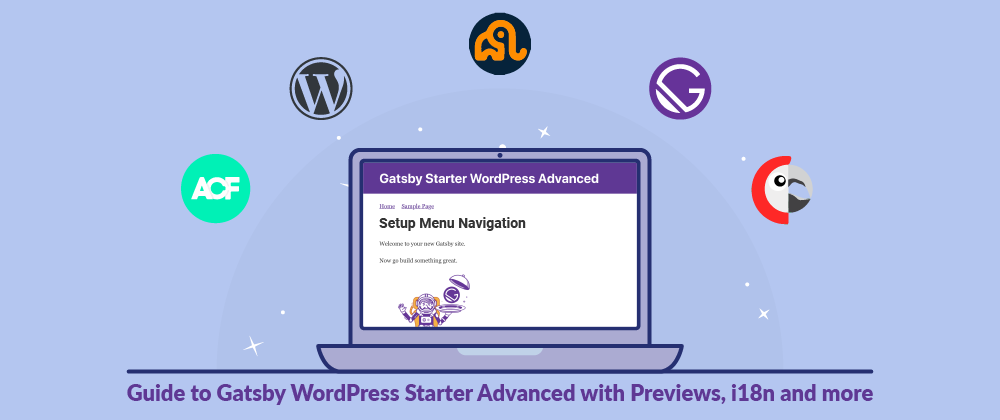 ACF
W
G
Gatsby Starter WordPress Advanced
Home Sample Page
Setup Menu Navigation
Welcome to your new Gatsby site.
Now go build something great.
Guide to Gatsby WordPress Starter Advanced with Previews, i18n and more